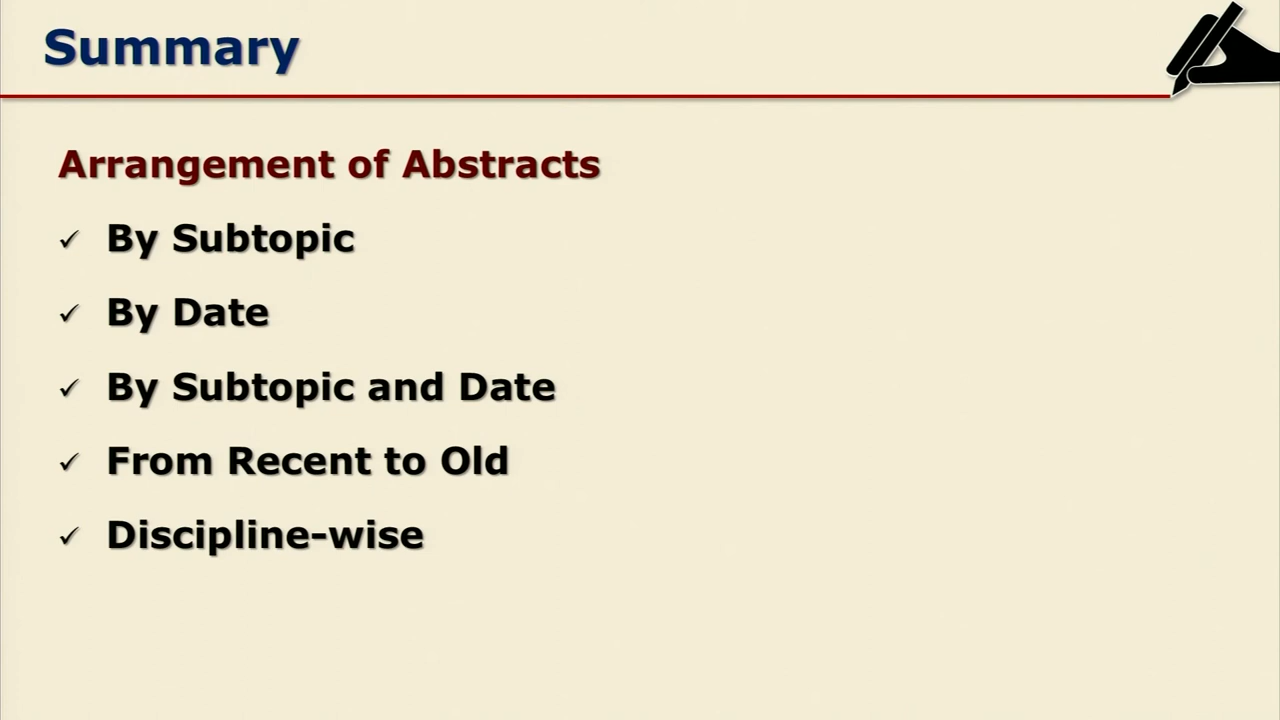 Summary
Arrangement of Abstracts
✓ By Subtopic
✓ By Date
✓ By Subtopic and Date
✓ From Recent to Old
✓ Discipline-wise